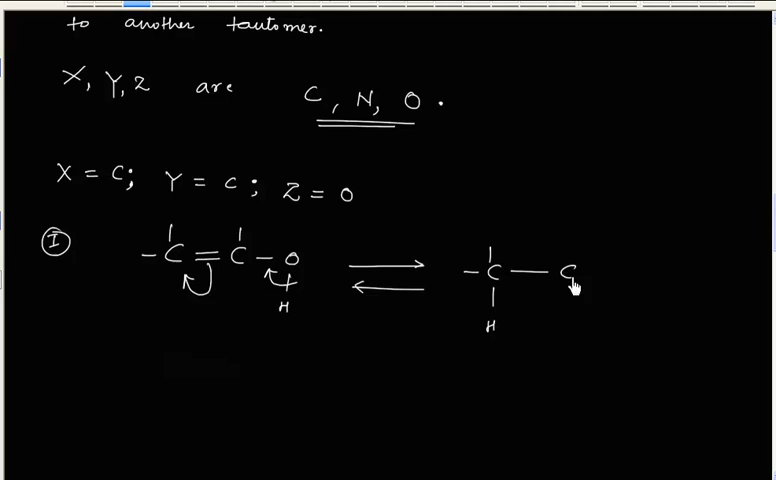 to another tautomer.
X, Y, Z are C, N, O.
X = C; Y = C; Z = O
I
- C = C - O
H
- C - C
H